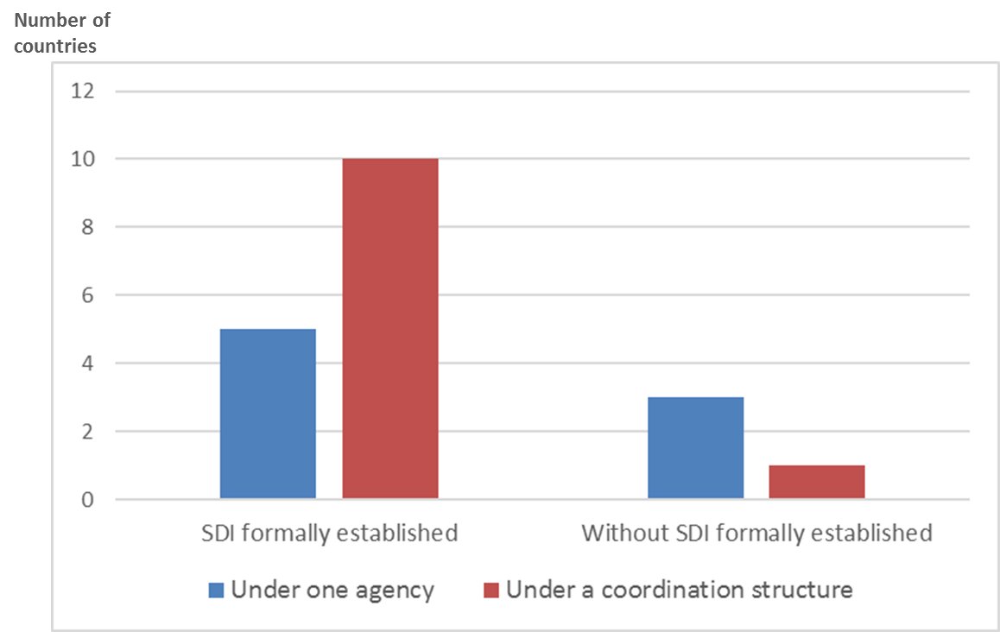 Number of
countries
12
10
8
6
4
2
0
SDI formally established
Without SDI formally established
Under one agency
Under a coordination structure